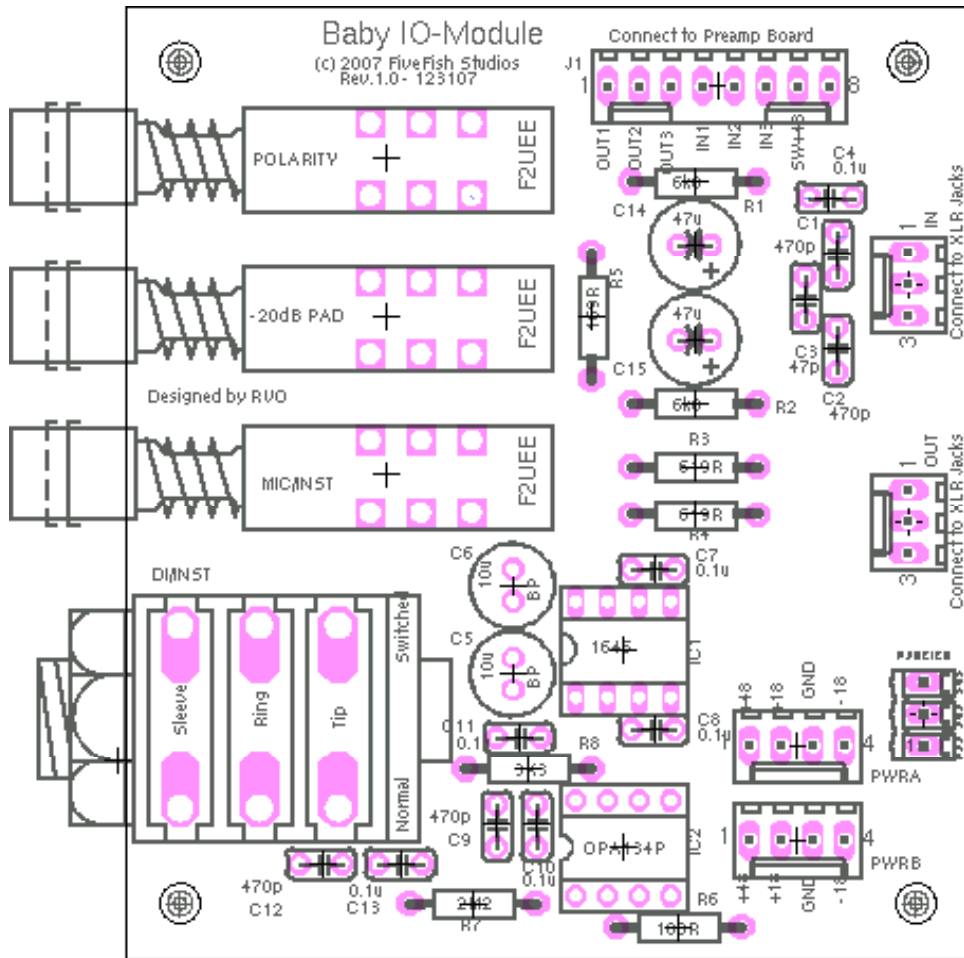 Baby IO-Module
(c) 2007 FiveFish Studios
Rev.1.0- 123107
Connect to Preamp Board
J1
1
8
OUT1
OUT2
OUT3
IN1
IN2
IN3
SW+48
POLARITY
F2UEE
-20dB PAD
F2UEE
Designed by RVO
MIC/INST
F2UEE
6k8
R1
C14
47u
+
C4
0.1u
C1
470p
R5
47u
+
C15
C3
47p
C2
470p
6k8
R2
R3
R4
1
IN
3
Connect to XLR Jacks
1
OUT
3
Connect to XLR Jacks
DI/INST
Sleeve
Ring
Tip
Switched
Normal
C6
10u
BP
C5
10u
BP
C7
0.1u
1646
IC1
C8
0.1u
C11
0.1
R8
470p
C9
C10
0.1u
OPA134P
IC2
470p
C12
0.1u
C13
2M2
R7
R6
100R
+48
+18
GND
-18
1
4
PWRA
1
4
PWRB
+48
+18
GND
-18
1